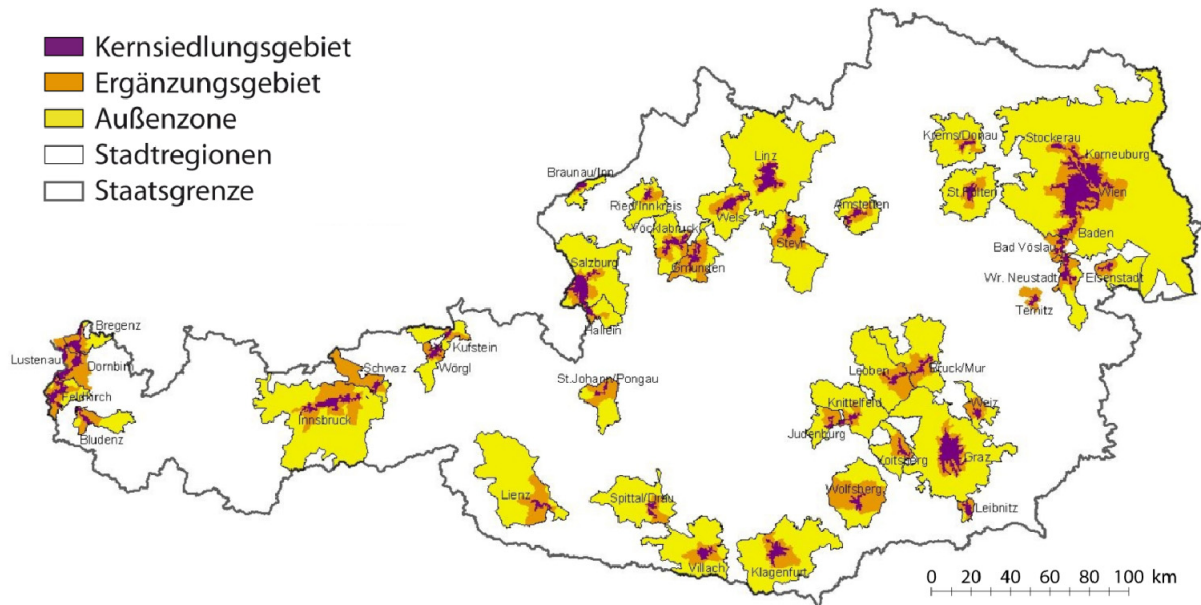 Kernsiedlungsgebiet
Ergänzungsgebiet
Außenzone
Stadtregionen
Staatsgrenze
Krems/Donau
Stockerau
Korneuburg
Linz
Braunau/Inn
Wien
Ried/Innkreis
Wels
Amstetten
St.Pölten
Vöcklabruck
Steyr
Baden
Bad Vöslau
Gmunden
Salzburg
Wr. Neustadt
Eisenstadt
Ternitz
Hallein
Bregenz
Lustenau
Dornbirn
Kufstein
Schwaz
Wörgl
St.Johann/Pongau
Leoben
Bruck/Mur
Feldkirch
Innsbruck
Knittelfeld
Weiz
Bludenz
Judenburg
Voitsberg
Graz
Lienz
Spittal/Drau
Wolfsberg
Leibnitz
Villach
Klagenfurt
0 20 40 60 80 100 km